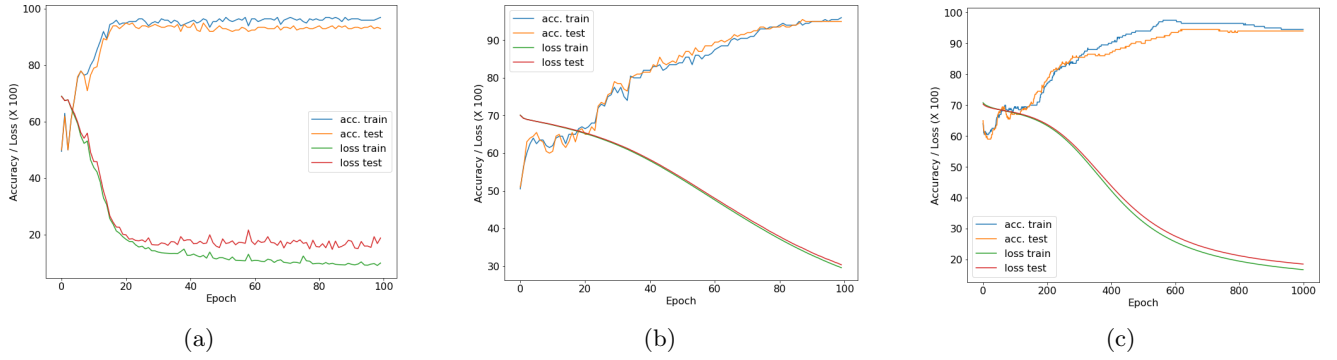 100
80
60
40
20
0
20
40
60
80
100
Accuracy / Loss (X 100)
Epoch
acc. train
acc. test
loss train
loss test
(a)
90
80
70
60
50
40
30
0
20
40
60
80
100
Accuracy / Loss (X 100)
Epoch
acc. train
acc. test
loss train
loss test
(b)
100
90
80
70
60
50
40
30
20
0
200
400
600
800
1000
Accuracy / Loss (X 100)
Epoch
acc. train
acc. test
loss train
loss test
(c)